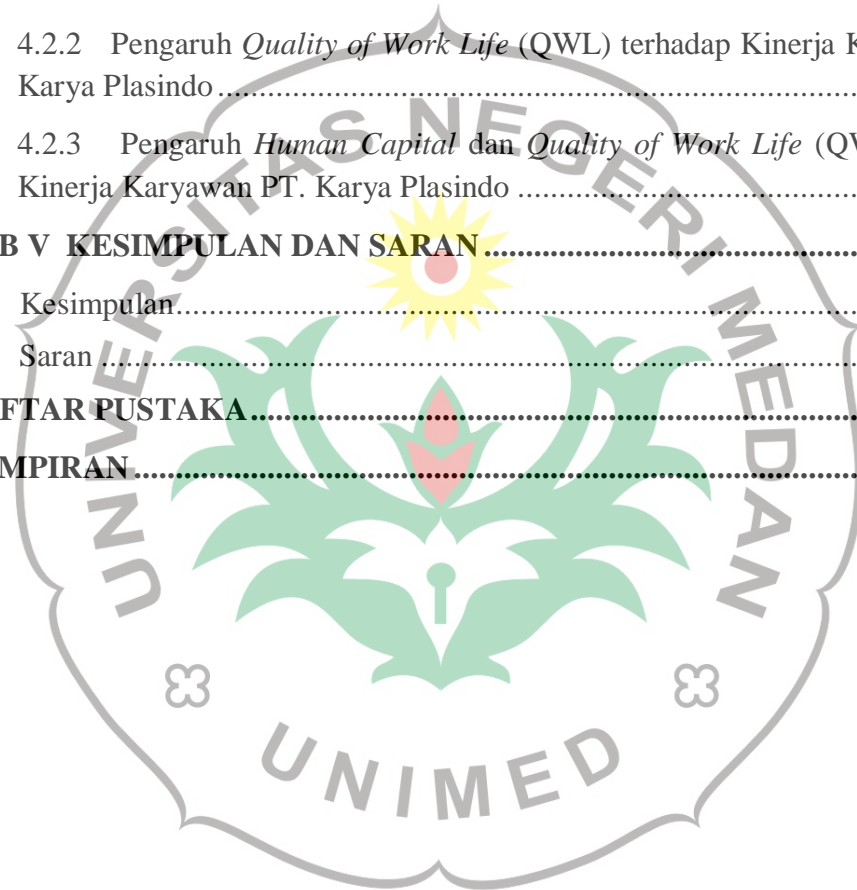 4.2.2 Pengaruh Quality of Work Life (QWL) terhadap Kinerja K
Karya Plasindo
4.2.3 Pengaruh Human Capital dan Quality of Work Life (QW
Kinerja Karyawan PT. Karya Plasindo
B V KESIMPULAN DAN SARAN
Kesimpulan
Saran
FTAR PUSTAKA
MPIRAN
UNIVERSITAS NEGERI MEDAN
UNIMED